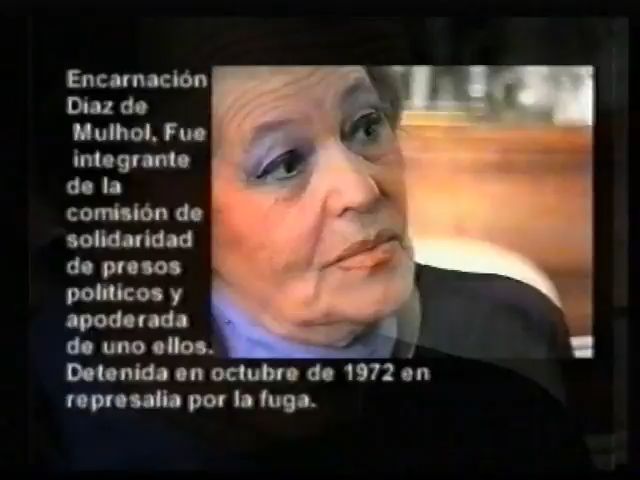 Encarnación
Diaz de
Mulhol. Fue
integrante
de la
comisión de
solidaridad
de presos
politicos y
apoderada
de uno ellos.
Detenida en octubre de 1972 en
represalia por la fuga.